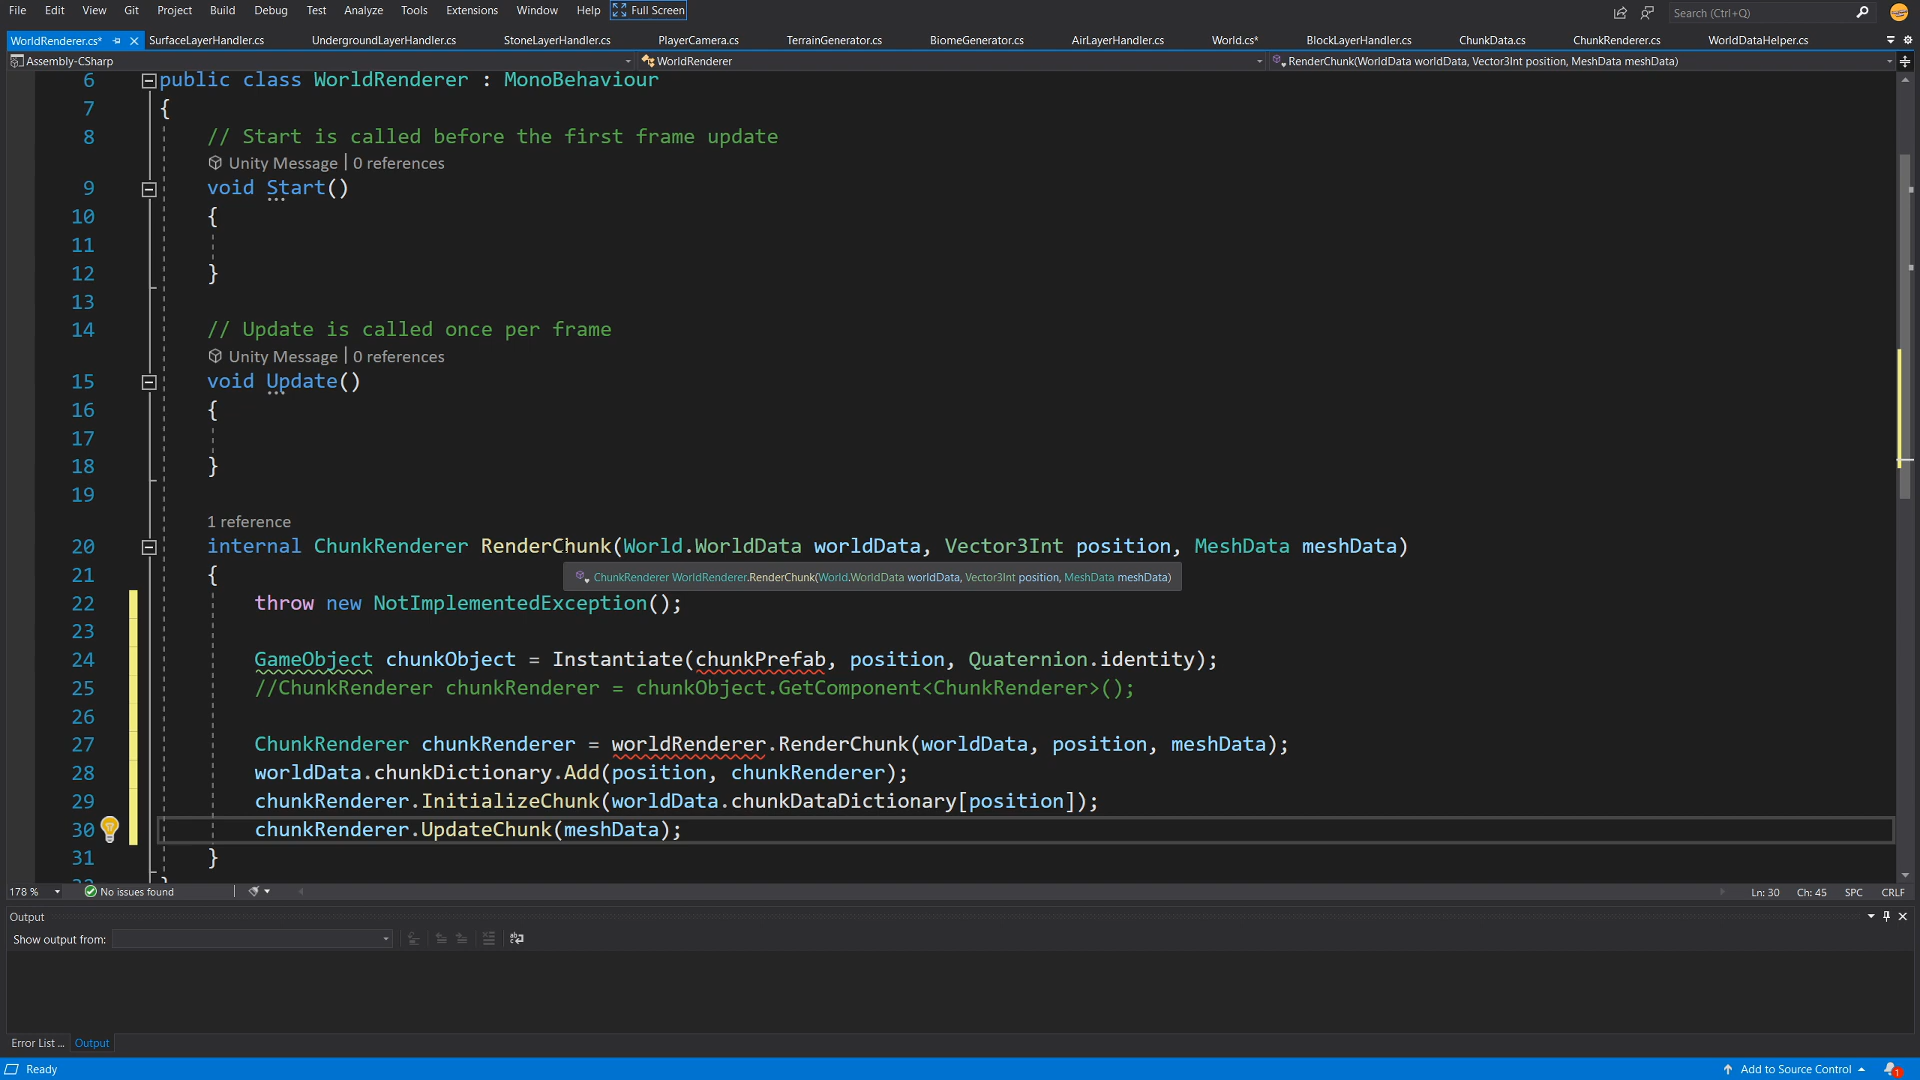 File Edit View Git Project Build Debug Test Analyze Tools Extensions Window Help Full Screen Search (Ctrl+Q)
WorldRenderer.cs* SurfaceLayerHandler.cs UndergroundLayerHandler.cs StoneLayerHandler.cs PlayerCamera.cs TerrainGenerator.cs BiomeGenerator.cs AirLayerHandler.cs World.cs* BlockLayerHandler.cs ChunkData.cs ChunkRenderer.cs WorldDataHelper.cs
Assembly-CSharp WorldRenderer RenderChunk(WorldData worldData, Vector3Int position, MeshData meshData)
6 public class WorldRenderer : MonoBehaviour
7 {
8 // Start is called before the first frame update
Unity Message | 0 references
9 void Start()
10 {
11
12 }
13
14 // Update is called once per frame
Unity Message | 0 references
15 void Update()
16 {
17
18 }
19
1 reference
20 internal ChunkRenderer RenderChunk(World.WorldData worldData, Vector3Int position, MeshData meshData)
21 {
ChunkRenderer WorldRenderer.RenderChunk(World.WorldData worldData, Vector3Int position, MeshData meshData)
22 throw new NotImplementedException();
23
24 GameObject chunkObject = Instantiate(chunkPrefab, position, Quaternion.identity);
25 //ChunkRenderer chunkRenderer = chunkObject.GetComponent<ChunkRenderer>();
26
27 ChunkRenderer chunkRenderer = worldRenderer.RenderChunk(worldData, position, meshData);
28 worldData.chunkDictionary.Add(position, chunkRenderer);
29 chunkRenderer.InitializeChunk(worldData.chunkDataDictionary[position]);
30 chunkRenderer.UpdateChunk(meshData);
31 }
178 % No issues found Ln: 30 Ch: 45 SPC CRLF
Output
Show output from:
Error List ... Output
Ready Add to Source Control 1